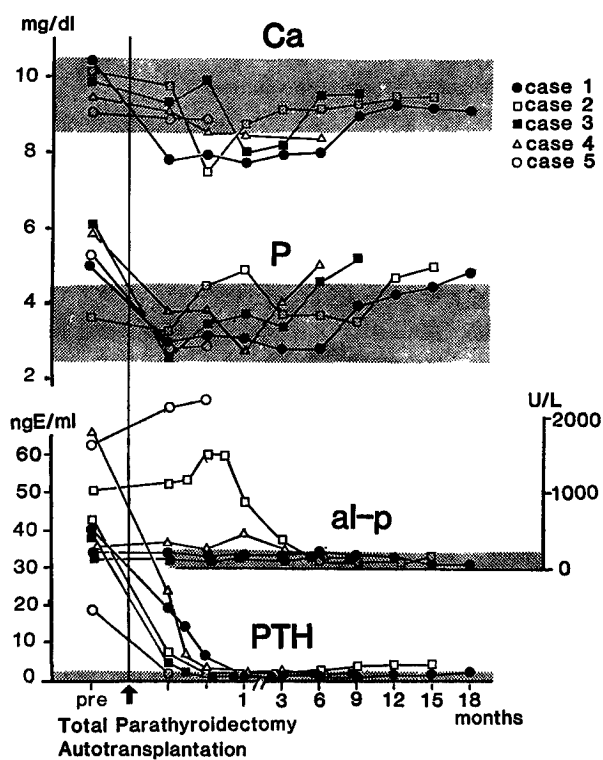 mg/dl
Ca
10
8
6
4
2
P
case 1
case 2
case 3
case 4
case 5
ngE/ml
60
50
40
30
20
10
0
U/L
2000
1000
0
al-p
PTH
pre 1 3 6 9 12 15 18
months
Total Parathyroidectomy
Autotransplantation